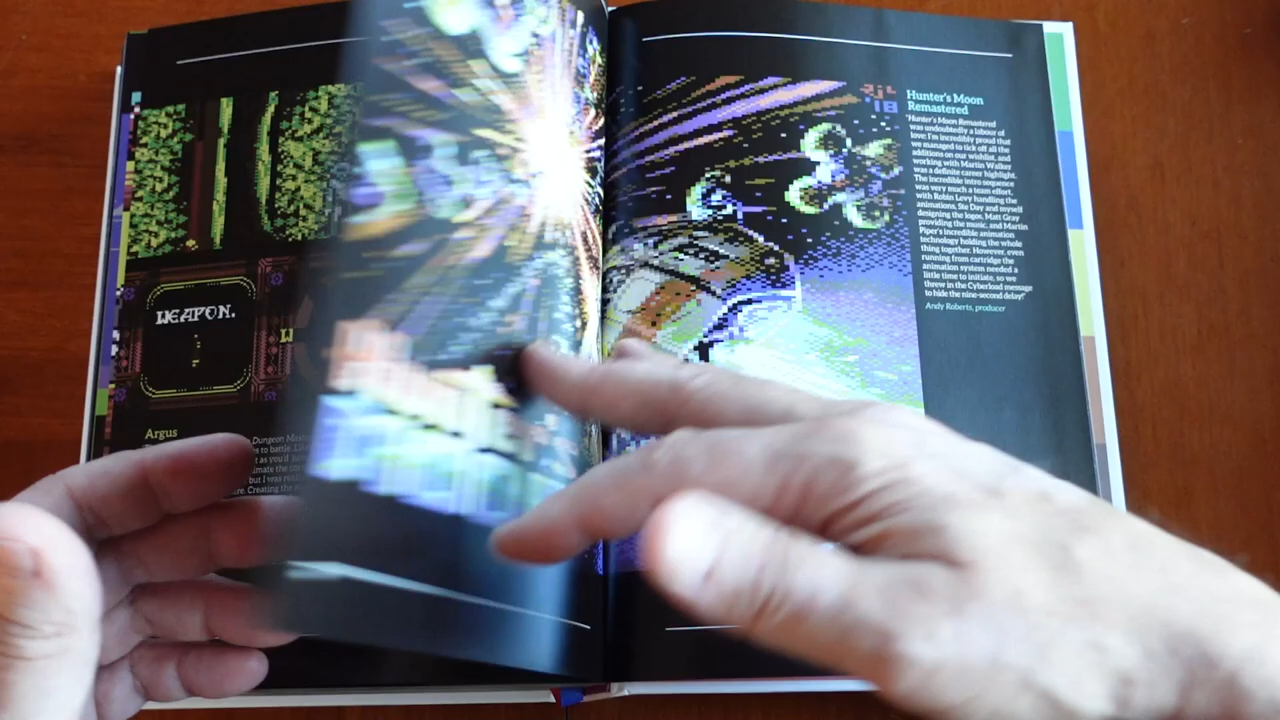 WEAPON.
Argus
Dungeon Mas
es to battle. Li
t as you'd
imate the co
but I was rea
re. Creating the
'18
Hunter's Moon
Remastered
"Hunter's Moon Remastered
was undoubtedly a labour of
love: I'm incredibly proud that
we managed to tick off all the
additions on our wishlist, and
working with Martin Walker
was a definite career highlight.
The incredible intro sequence
was very much a team effort,
with Robin Levy handling the
animations, Ste Day and myself
designing the logos, Matt Gray
providing the music, and Martin
Piper's incredible animation
technology holding the whole
thing together. However, even
running from cartridge the
animation system needed a
little time to initiate, so we
threw in the Cyberload message
to hide the nine-second delay!"
Andy Roberts, producer